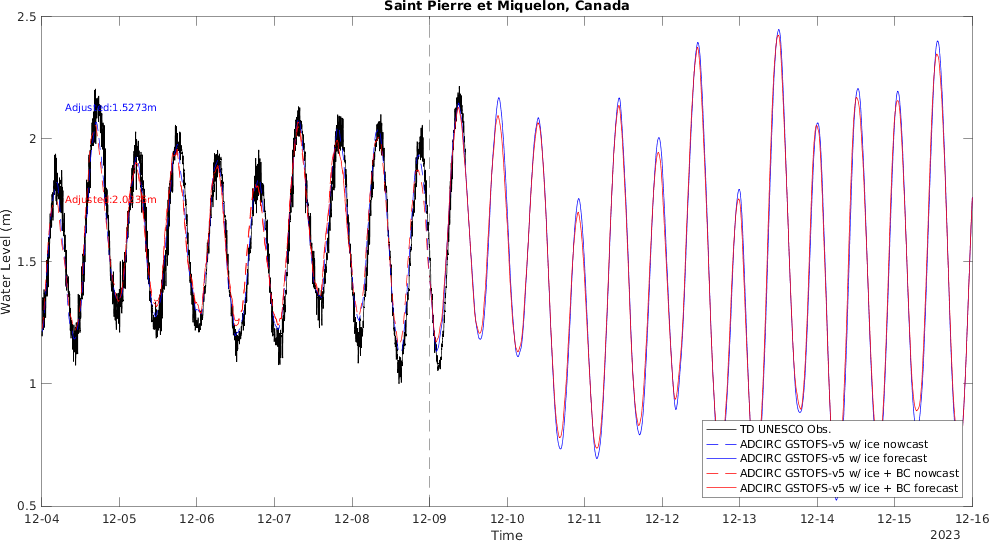 Saint Pierre et Miquelon, Canada
2.5
2
1.5
1
0.5
Water Level (m)
Adjusted:1.5273m
TD UNESCO Obs.
ADCIRC GSTOFS-v5 w/ ice nowcast
ADCIRC GSTOFS-v5 w/ ice forecast
ADCIRC GSTOFS-v5 w/ ice + BC nowcast
ADCIRC GSTOFS-v5 w/ ice + BC forecast
12-04 12-05 12-06 12-07 12-08 12-09 12-10 12-11 12-12 12-13 12-14 12-15 12-16
Time
2023